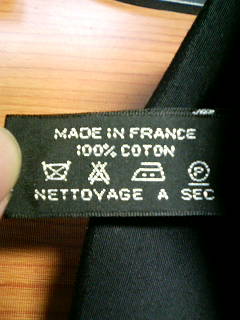 MADE IN FRANCE
100% COTON
P
NETTOYAGE A SEC